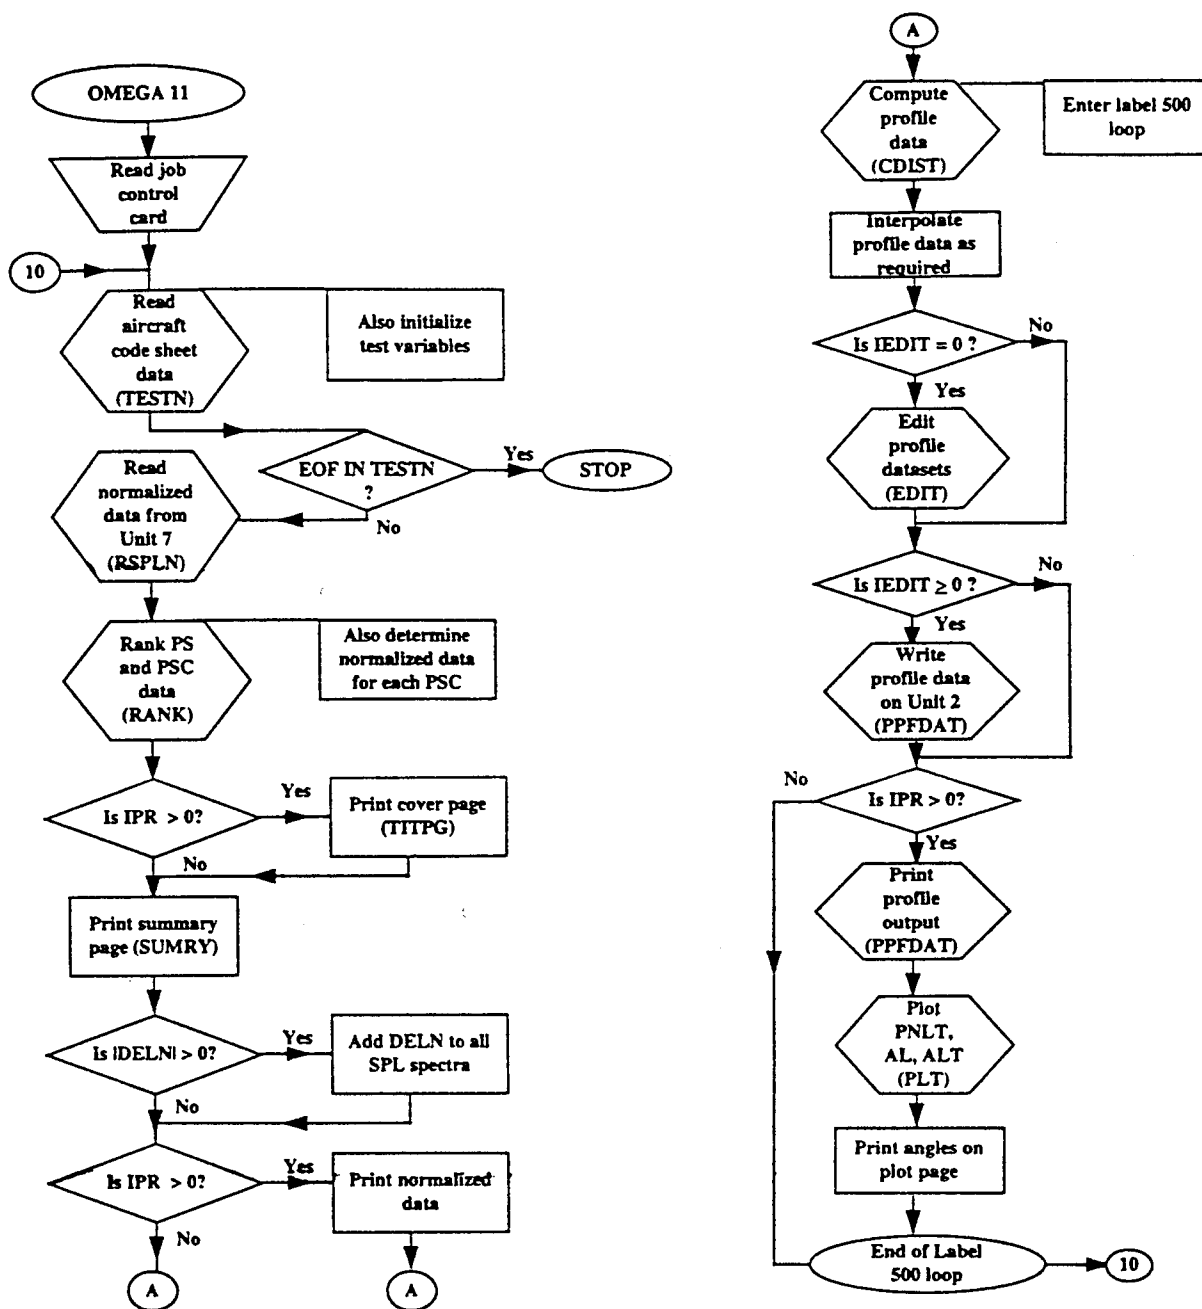 OMEGA 11
Read job
control
card
10
Read
aircraft
code sheet
data
(TESTN)
Also initialize
test variables
EOF IN TESTN
?
Yes
STOP
No
Read
normalized
data from
Unit 7
(RSPLN)
Rank PS
and PSC
data
(RANK)
Also determine
normalized data
for each PSC
Is IPR > 0?
Yes
Print cover page
(TITPG)
No
Print summary
page (SUMRY)
Is |DELN| > 0?
Yes
Add DELN to all
SPL spectra
No
Is IPR > 0?
Yes
Print normalized
data
No
A
A
A
Compute
profile
data
(CDIST)
Enter label 500
loop
Interpolate
profile data as
required
Is IEDIT = 0 ?
No
Yes
Edit
profile
datasets
(EDIT)
Is IEDIT ≥ 0 ?
No
Yes
Write
profile data
on Unit 2
(PPFDAT)
Is IPR > 0?
No
Yes
Print
profile
output
(PPFDAT)
Plot
PNLT,
AL, ALT
(PLT)
Print angles on
plot page
End of Label
500 loop
10